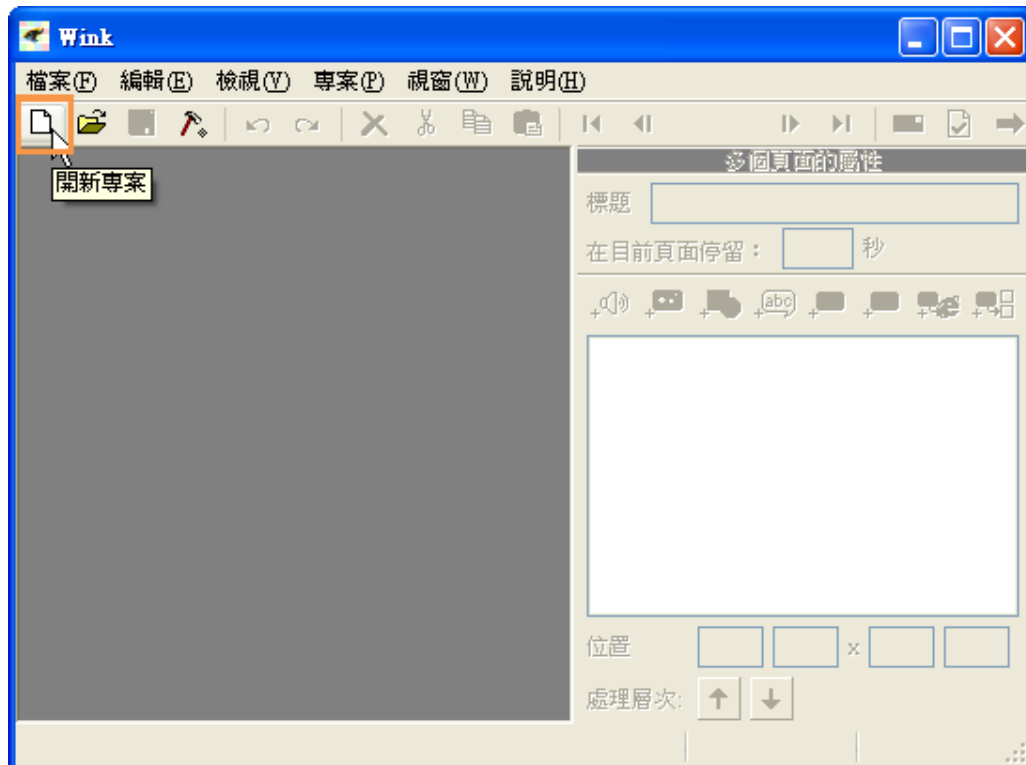 Wink
檔案(F) 編輯(E) 檢視(V) 專案(P) 視窗(W) 說明(H)
開新專案
多個頁面的屬性
標題
在目前頁面停留： 秒
abc
位置 x
處理層次: